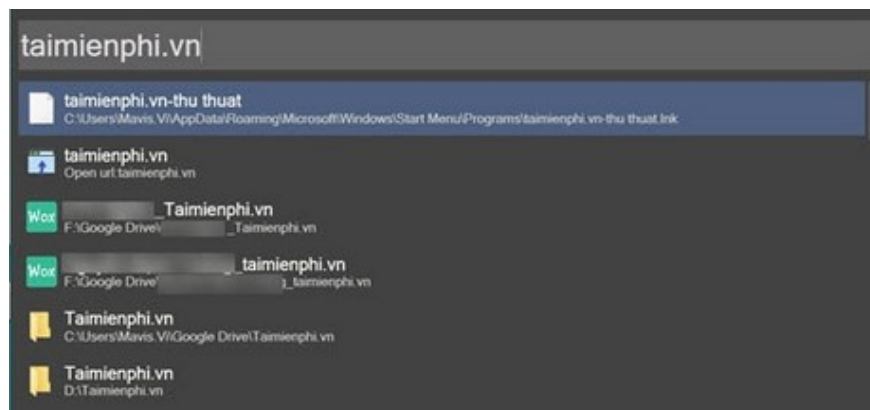 taimienphi.vn
taimienphi.vn-thu thuat
C:\Users\Mavis.Vi\AppData\Roaming\Microsoft\Windows\Start Menu\Programs\taimienphi.vn-thu thuat.lnk
taimienphi.vn
Open url:taimienphi.vn
Wox
_Taimienphi.vn
F:\Google Drive\ _Taimienphi.vn
Wox
_taimienphi.vn
F:\Google Drive\ g_taimienphi.vn
Taimienphi.vn
C:\Users\Mavis.Vi\Google Drive\Taimienphi.vn
Taimienphi.vn
D:\Taimienphi.vn